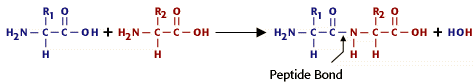 R₁ O R₂ O R₁ O R₂ O
H₂N – C – C – OH + H₂N – C – C – OH → H₂N – C – C – N – C – C – OH + HOH
H H H H H
Peptide Bond